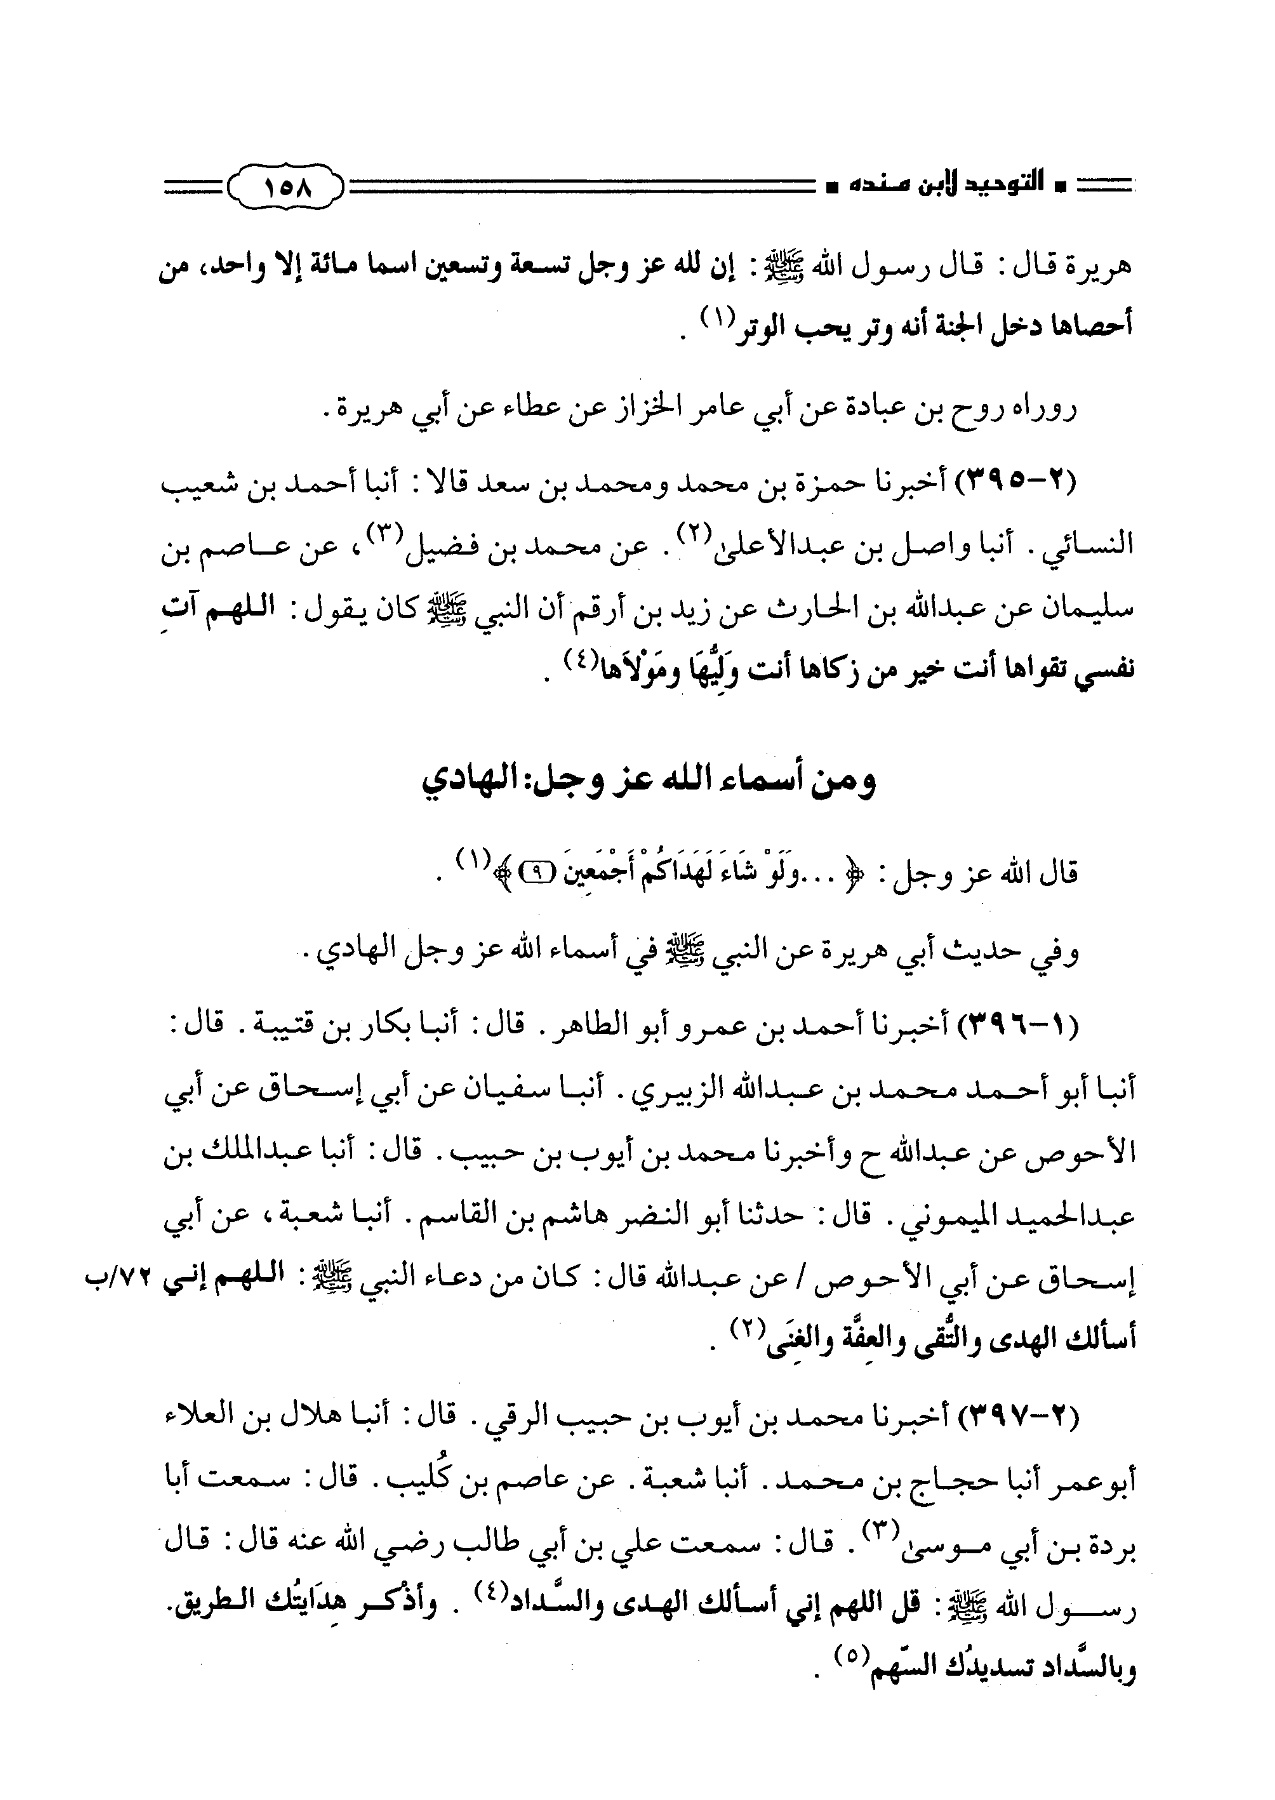 التوحيد لابن منده ١٥٨
هريرة قال : قال رسول الله ﷺ : إن لله عز وجل تسعة وتسعين اسما مائة إلا واحد، من
أحصاها دخل الجنة أنه وتر يحب الوتر(١) .
روراه روح بن عبادة عن أبي عامر الخزاز عن عطاء عن أبي هريرة .
(٢-٣٩٥) أخبرنا حمزة بن محمد ومحمد بن سعد قالا : أنبا أحمد بن شعيب
النسائي . أنبا واصل بن عبدالأعلى(٢) . عن محمد بن فضيل(٣)، عن عاصم بن
سليمان عن عبدالله بن الحارث عن زيد بن أرقم أن النبي ﷺ كان يقول : اللهم آتِ
نفسي تقواها أنت خير من زكاها أنت وَلِيُّهَا ومَوْلاَها(٤) .
ومن أسماء الله عز وجل: الهادي
قال الله عز وجل : ﴿ ...وَلَوْ شَاءَ لَهَدَاكُمْ أَجْمَعِينَ (٩)﴾(١) .
وفي حديث أبي هريرة عن النبي ﷺ في أسماء الله عز وجل الهادي .
(١-٣٩٦) أخبرنا أحمد بن عمرو أبو الطاهر . قال : أنبا بكار بن قتيبة . قال :
أنبا أبو أحمد محمد بن عبدالله الزبيري . أنبا سفيان عن أبي إسحاق عن أبي
الأحوص عن عبدالله ح وأخبرنا محمد بن أيوب بن حبيب . قال : أنبا عبدالملك بن
عبدالحميد الميموني . قال : حدثنا أبو النضر هاشم بن القاسم . أنبا شعبة، عن أبي
إسحاق عن أبي الأحوص / عن عبدالله قال : كان من دعاء النبي ﷺ : اللهم إني ٧٢/ب
أسألك الهدى والتُّقى والعِفَّة والغِنَى(٢) .
(٢-٣٩٧) أخبرنا محمد بن أيوب بن حبيب الرقي . قال : أنبا هلال بن العلاء
أبوعمر أنبا حجاج بن محمد . أنبا شعبة . عن عاصم بن كُليب . قال : سمعت أبا
بردة بن أبي موسى(٣) . قال : سمعت علي بن أبي طالب رضي الله عنه قال : قال
رسول الله ﷺ : قل اللهم إني أسألك الهدى والسَّداد(٤) . وأذْكر هِدَايتُك الطريق.
وبالسَّداد تسديدُك السّهم(٥) .